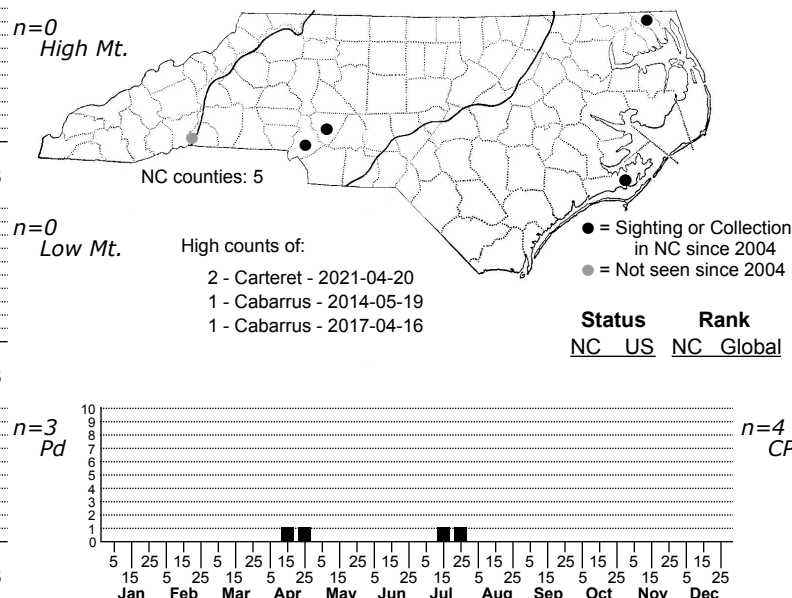 n=0
High Mt.
NC counties: 5
n=0
Low Mt.
High counts of:
2 - Carteret - 2021-04-20
1 - Cabarrus - 2014-05-19
1 - Cabarrus - 2017-04-16
● = Sighting or Collection
in NC since 2004
● = Not seen since 2004
Status Rank
NC US NC Global
n=3
Pd
10
9
8
7
6
5
4
3
2
1
0
n=4
CP
5 25 15 5 25 15 5 25 15 5 25 15 5 25 15 5 25 15
15 5 25 15 5 25 15 5 25 15 5 25 15 5 25 15 5 25
Jan Feb Mar Apr May Jun Jul Aug Sep Oct Nov Dec